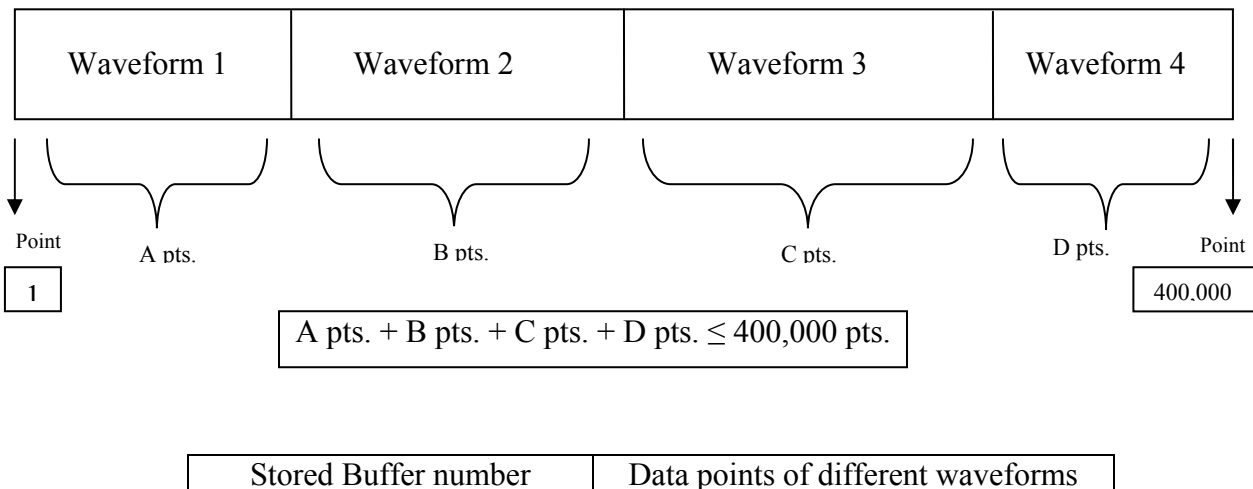 Waveform 1 Waveform 2 Waveform 3 Waveform 4
Point A pts. B pts. C pts. D pts. Point
1 400,000
A pts. + B pts. + C pts. + D pts. ≤ 400,000 pts.
Stored Buffer number Data points of different waveforms